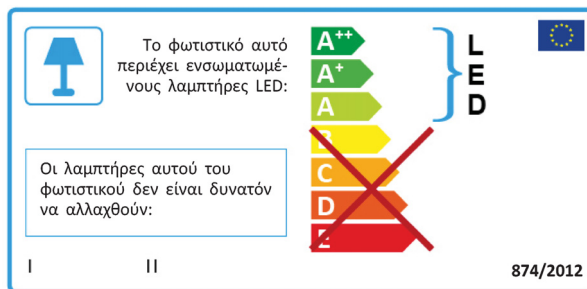 Το φωτιστικό αυτό
περιέχει ενσωματωμέ-
νους λαμπτήρες LED:
A++
A+
A
B
C
D
E
L
E
D
Οι λαμπτήρες αυτού του
φωτιστικού δεν είναι δυνατόν
να αλλαχθούν:
I II
874/2012